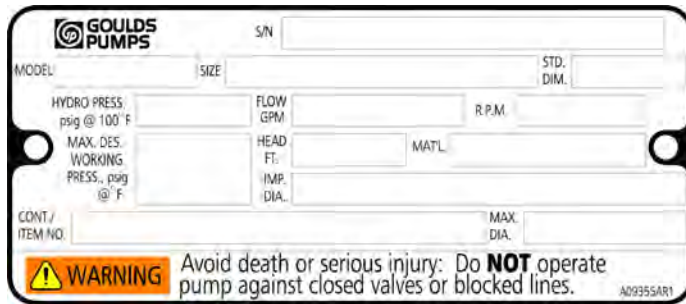 GOULDS PUMPS
S/N
MODEL
SIZE
STD. DIM.
HYDRO PRESS. psig @ 100°F
FLOW GPM
R.P.M.
MAX. DES. WORKING PRESS., psig @°F
HEAD FT.
MAT'L.
IMP. DIA.
CONT./ ITEM NO.
MAX. DIA.
WARNING
Avoid death or serious injury: Do NOT operate
pump against closed valves or blocked lines.
A09355AR1